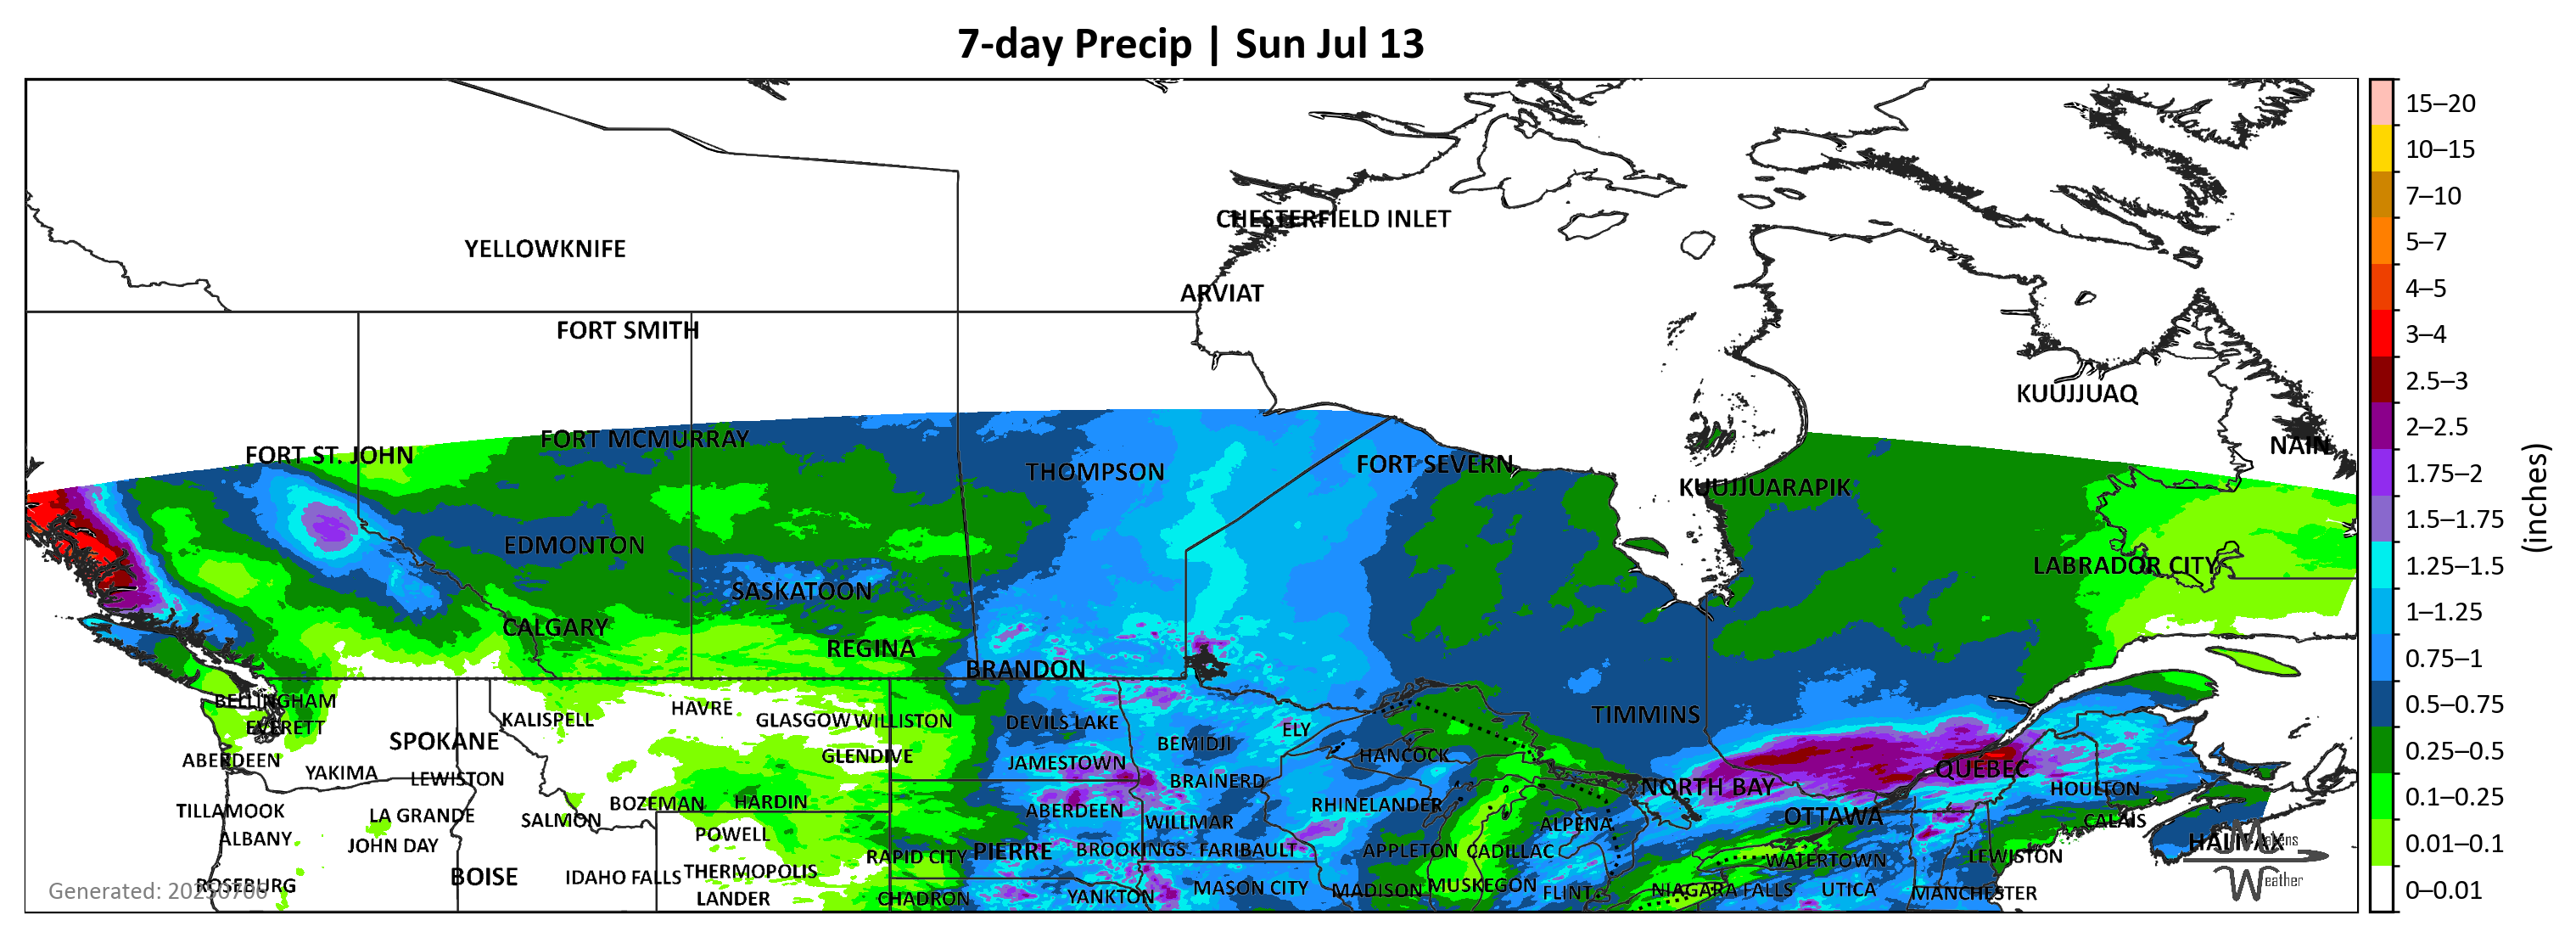 7-day Precip | Sun Jul 13
CHESTERFIELD INLET
YELLOWKNIFE
ARVIAT
FORT SMITH
KUUJJUAQ
FORT MCMURRAY
NAIN
FORT ST. JOHN
THOMPSON
FORT SEVERN
KUUJJUARAPIK
EDMONTON
LABRADOR CITY
SASKATOON
CALGARY
REGINA
BRANDON
BELLINGHAM
HAVRE
KALISPELL
GLASGOW
WILLISTON
DEVILS LAKE
TIMMINS
EVERETT
ELY
SPOKANE
BEMIDJI
GLENDIVE
HANCOCK
ABERDEEN
JAMESTOWN
QUEBEC
YAKIMA
LEWISTON
BRAINERD
NORTH BAY
HOULTON
BOZEMAN
HARDIN
RHINELANDER
TILLAMOOK
LA GRANDE
SALMON
ABERDEEN
WILLMAR
ALPENA
OTTAWA
CALAIS
ALBANY
JOHN DAY
POWELL
HALIFAX
RAPID CITY
PIERRE
BROOKINGS
FARIBAULT
APPLETON
CADILLAC
WATERTOWN
LEWISTON
BOISE
IDAHO FALLS
THERMOPOLIS
ROSEBURG
LANDER
CHADRON
YANKTON
MASON CITY
MADISON
MUSKEGON
FLINT
NIAGARA FALLS
UTICA
MANCHESTER
Weather
15–20
10–15
7–10
5–7
4–5
3–4
2.5–3
2–2.5
1.75–2
1.5–1.75
1.25–1.5
1–1.25
0.75–1
0.5–0.75
0.25–0.5
0.1–0.25
0.01–0.1
0–0.01
(inches)
Generated: